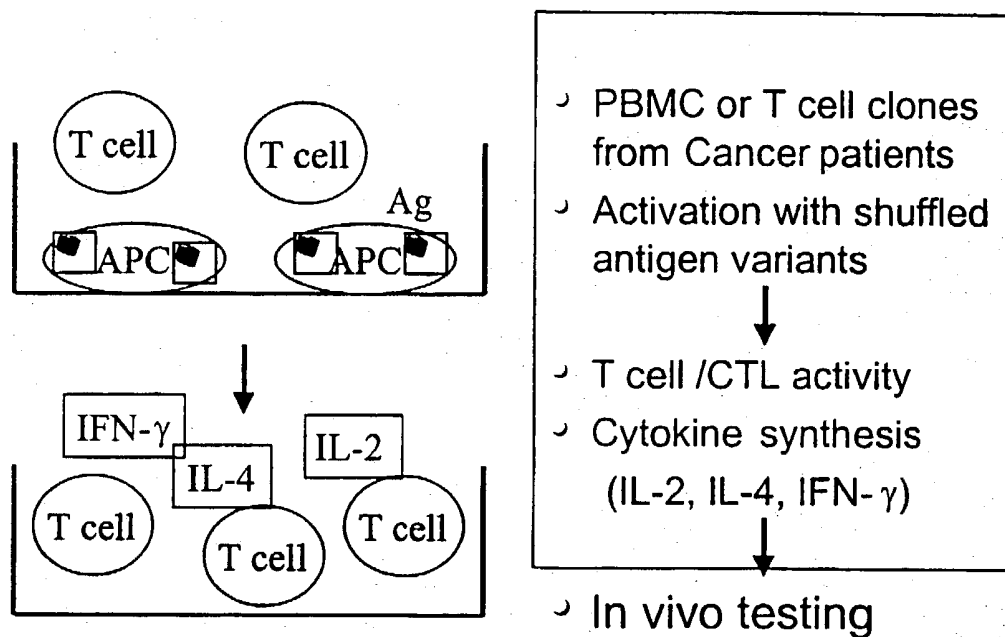 T cell
T cell
Ag
APC
APC
IFN-γ
IL-4
IL-2
T cell
T cell
T cell
PBMC or T cell clones
from Cancer patients
Activation with shuffled
antigen variants
T cell /CTL activity
Cytokine synthesis
(IL-2, IL-4, IFN- γ)
In vivo testing